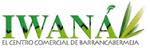 IWANÁ
EL CENTRO COMERCIAL DE BARRANCABERMEJA